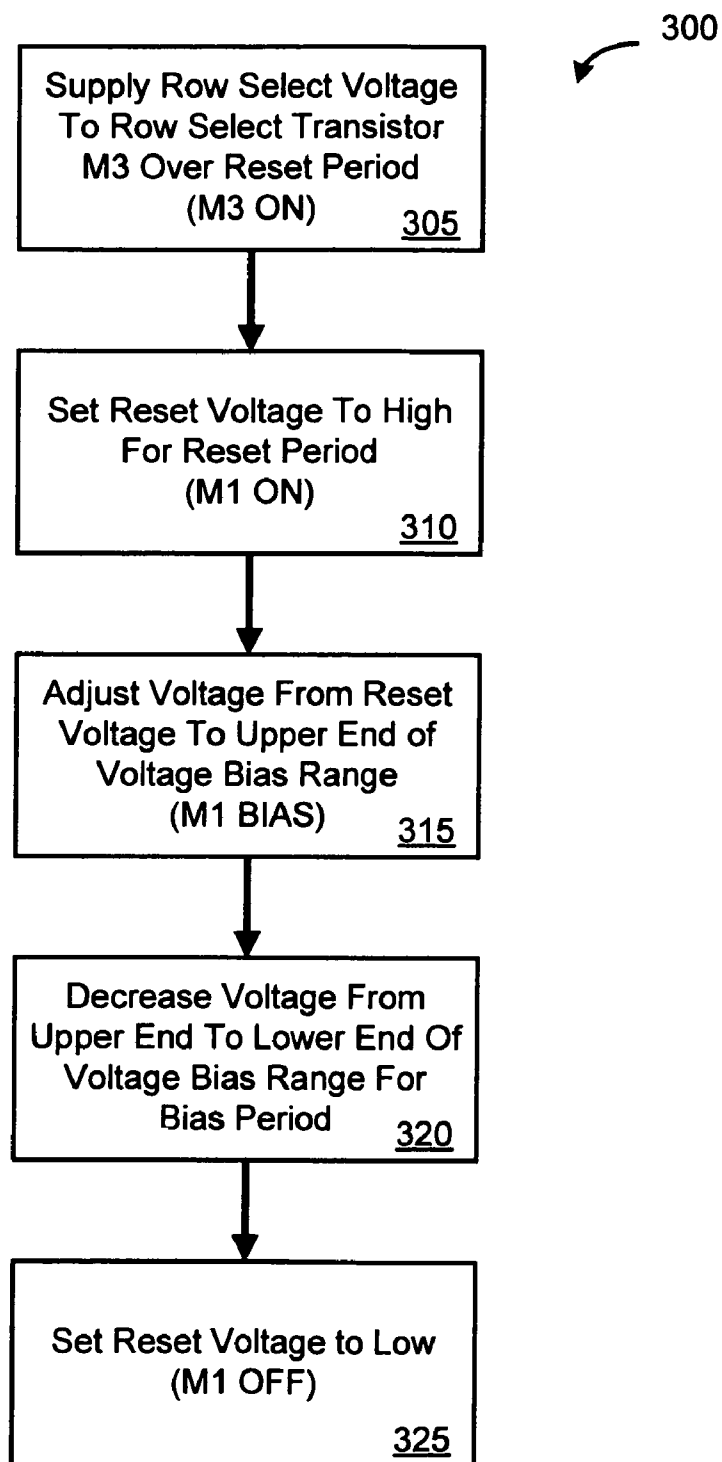 300
Supply Row Select Voltage
To Row Select Transistor
M3 Over Reset Period
(M3 ON)
305
Set Reset Voltage To High
For Reset Period
(M1 ON)
310
Adjust Voltage From Reset
Voltage To Upper End of
Voltage Bias Range
(M1 BIAS)
315
Decrease Voltage From
Upper End To Lower End Of
Voltage Bias Range For
Bias Period
320
Set Reset Voltage to Low
(M1 OFF)
325